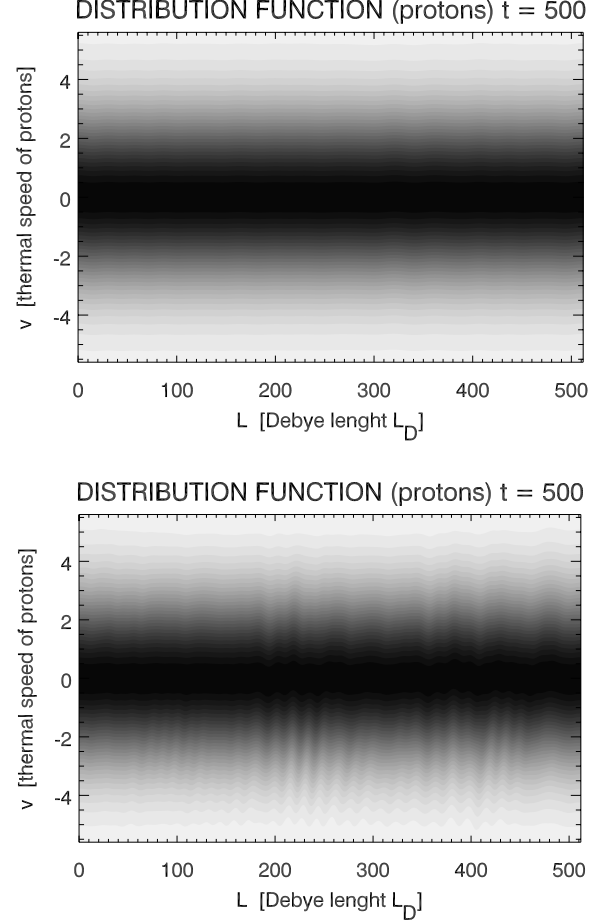 DISTRIBUTION FUNCTION (protons) t = 500
4
2
0
-2
-4
v [thermal speed of protons]
0 100 200 300 400 500
L [Debye lenght L_D]
DISTRIBUTION FUNCTION (protons) t = 500
4
2
0
-2
-4
v [thermal speed of protons]
0 100 200 300 400 500
L [Debye lenght L_D]